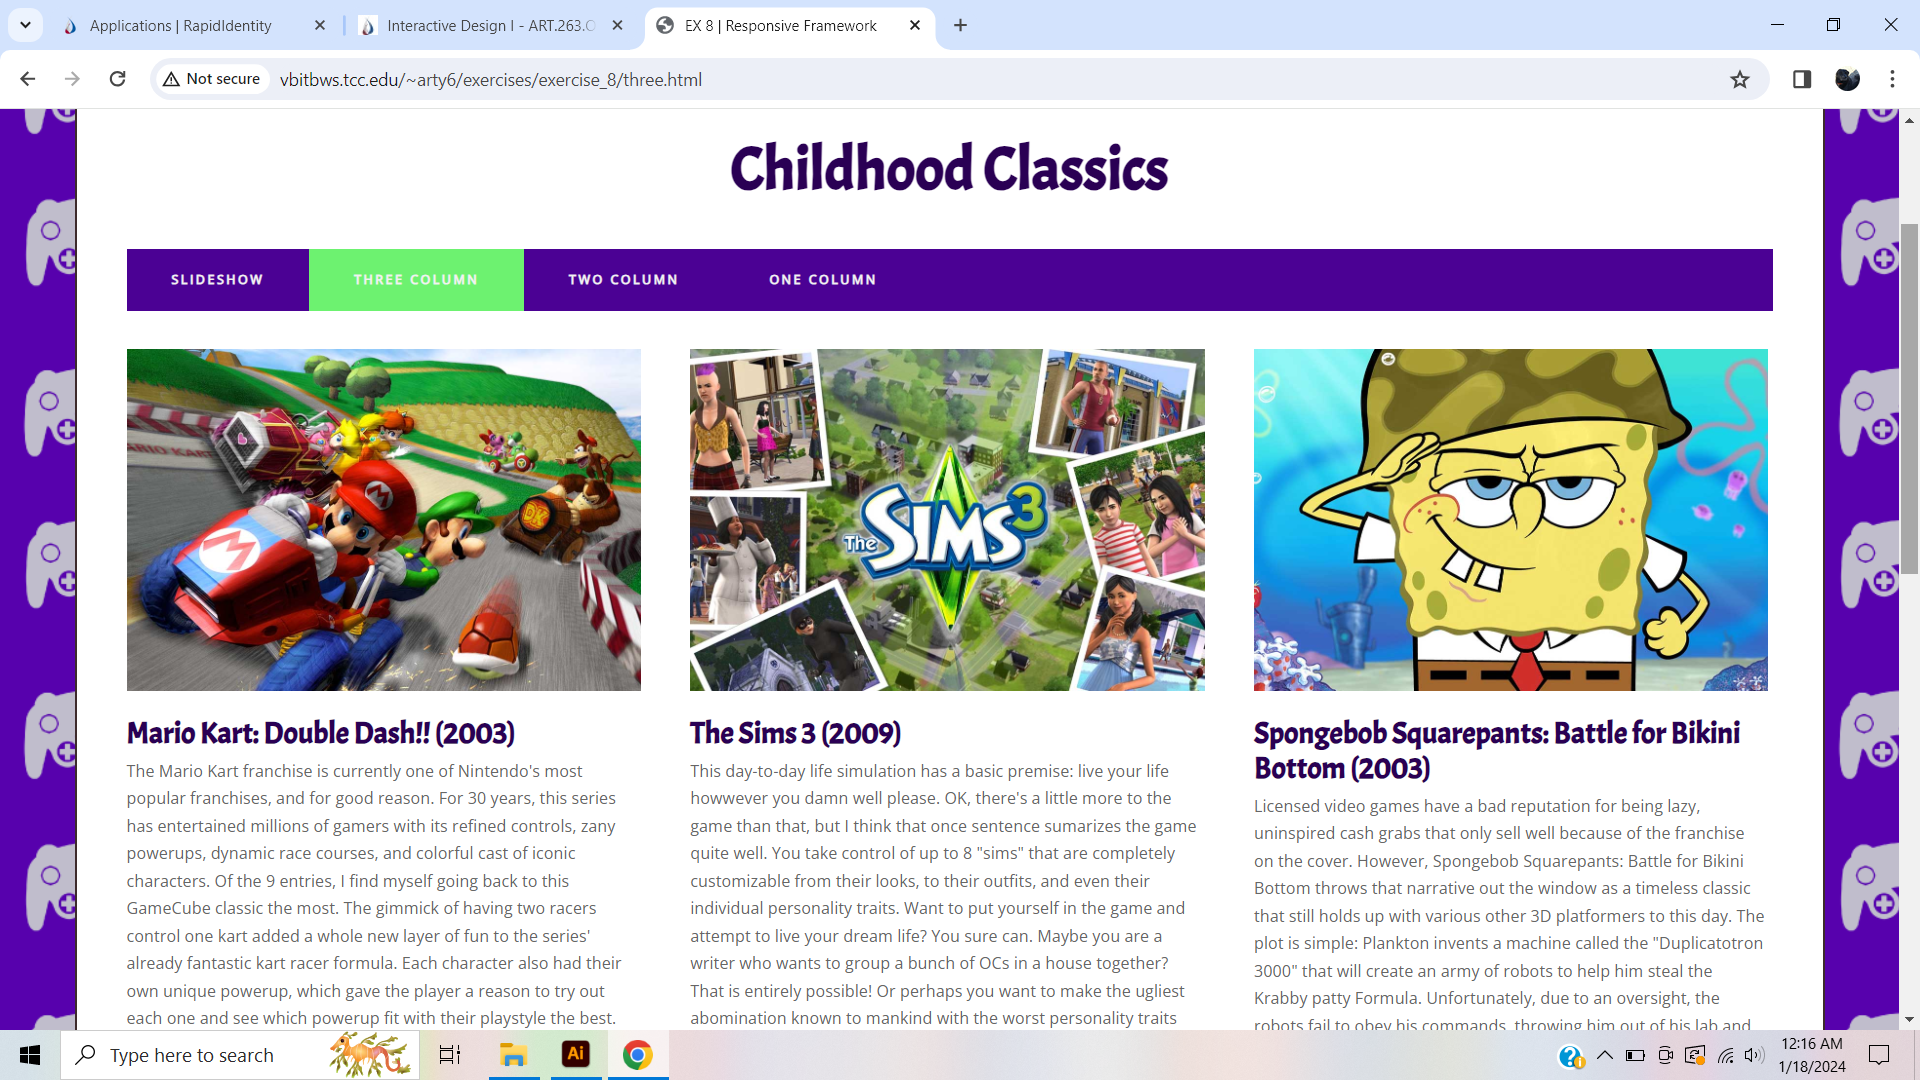 Applications | RapidIdentity
Interactive Design I - ART.263.O
EX 8 | Responsive Framework
Not secure
vbitbws.tcc.edu/~arty6/exercises/exercise_8/three.html
Childhood Classics
SLIDESHOW
THREE COLUMN
TWO COLUMN
ONE COLUMN
M
M
DK
The SIMS 3
Mario Kart: Double Dash!! (2003)
The Mario Kart franchise is currently one of Nintendo's most
popular franchises, and for good reason. For 30 years, this series
has entertained millions of gamers with its refined controls, zany
powerups, dynamic race courses, and colorful cast of iconic
characters. Of the 9 entries, I find myself going back to this
GameCube classic the most. The gimmick of having two racers
control one kart added a whole new layer of fun to the series'
already fantastic kart racer formula. Each character also had their
own unique powerup, which gave the player a reason to try out
each one and see which powerup fit with their playstyle the best.
The Sims 3 (2009)
This day-to-day life simulation has a basic premise: live your life
howwever you damn well please. OK, there's a little more to the
game than that, but I think that once sentence sumarizes the game
quite well. You take control of up to 8 "sims" that are completely
customizable from their looks, to their outfits, and even their
individual personality traits. Want to put yourself in the game and
attempt to live your dream life? You sure can. Maybe you are a
writer who wants to group a bunch of OCs in a house together?
That is entirely possible! Or perhaps you want to make the ugliest
abomination known to mankind with the worst personality traits
Spongebob Squarepants: Battle for Bikini
Bottom (2003)
Licensed video games have a bad reputation for being lazy,
uninspired cash grabs that only sell well because of the franchise
on the cover. However, Spongebob Squarepants: Battle for Bikini
Bottom throws that narrative out the window as a timeless classic
that still holds up with various other 3D platformers to this day. The
plot is simple: Plankton invents a machine called the "Duplicatotron
3000" that will create an army of robots to help him steal the
Krabby patty Formula. Unfortunately, due to an oversight, the
robots fail to obey his commands, throwing him out of his lab and
Type here to search
Ai
12:16 AM
1/18/2024